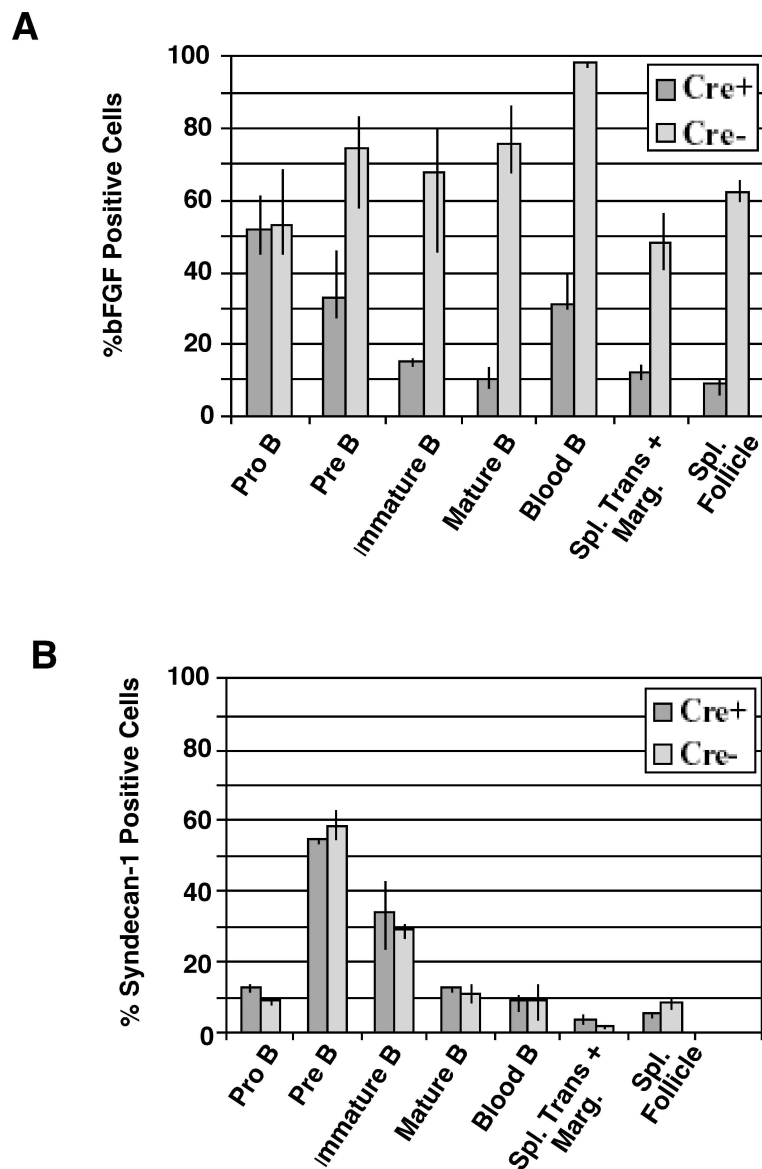 A
%bFGF Positive Cells
100
80
60
40
20
0
Cre+
Cre-
Pro B
Pre B
Immature B
Mature B
Blood B
Spl. Trans +
Marg.
Spl.
Follicle
B
% Syndecan-1 Positive Cells
100
80
60
40
20
0
Cre+
Cre-
Pro B
Pre B
Immature B
Mature B
Blood B
Spl. Trans +
Marg.
Spl.
Follicle